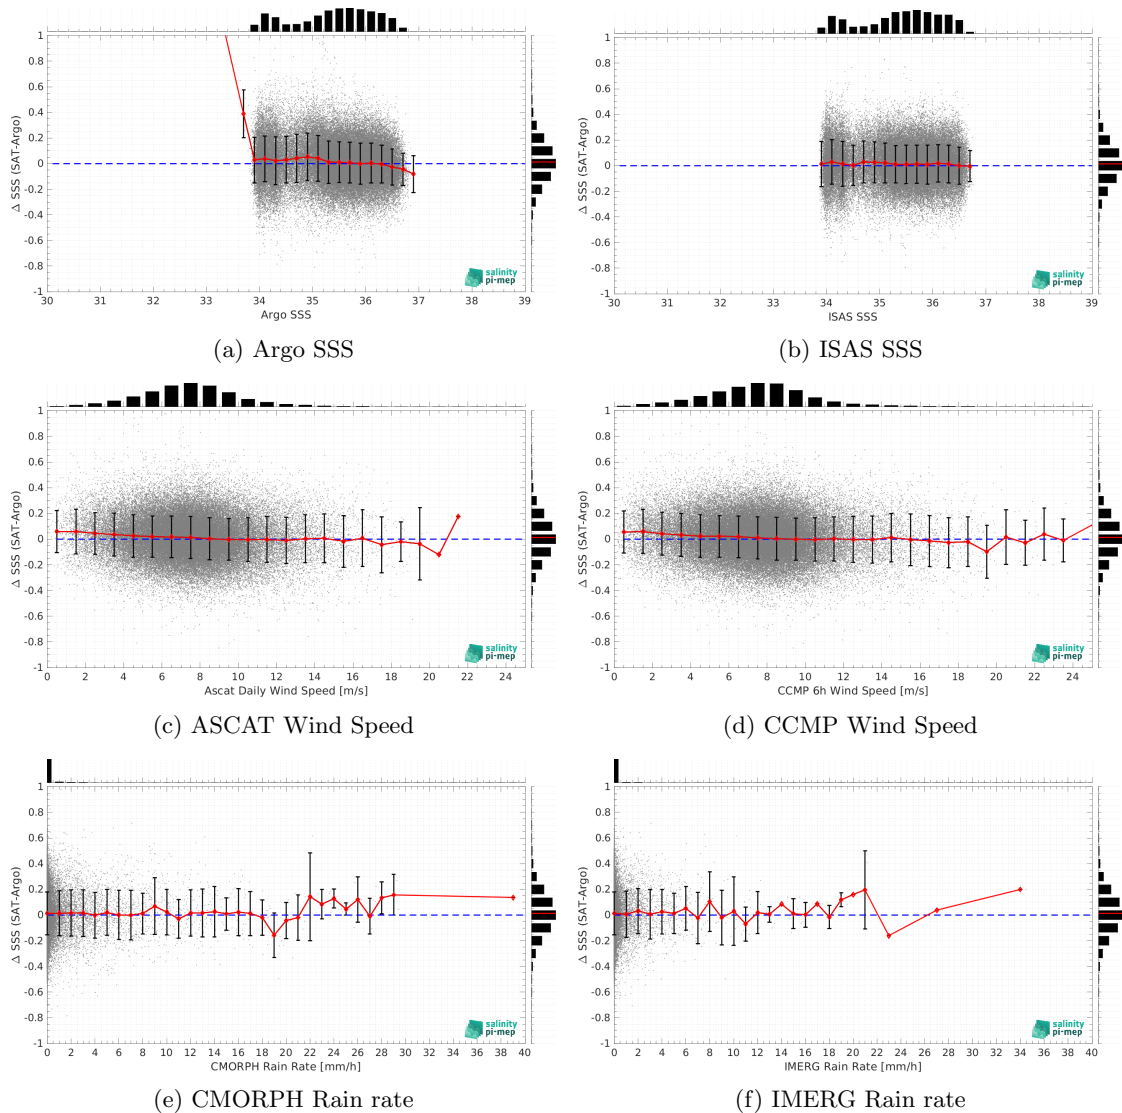 1
0.8
0.6
0.4
0.2
0
-0.2
-0.4
-0.6
-0.8
-1
Δ SSS (SAT-Argo)
salinity
pi-mep
30 31 32 33 34 35 36 37 38 39
Argo SSS
(a) Argo SSS
1
0.8
0.6
0.4
0.2
0
-0.2
-0.4
-0.6
-0.8
-1
Δ SSS (SAT-Argo)
salinity
pi-mep
30 31 32 33 34 35 36 37 38 39
ISAS SSS
(b) ISAS SSS
1
0.8
0.6
0.4
0.2
0
-0.2
-0.4
-0.6
-0.8
-1
Δ SSS (SAT-Argo)
salinity
pi-mep
0 2 4 6 8 10 12 14 16 18 20 22 24
Ascat Daily Wind Speed [m/s]
(c) ASCAT Wind Speed
1
0.8
0.6
0.4
0.2
0
-0.2
-0.4
-0.6
-0.8
-1
Δ SSS (SAT-Argo)
salinity
pi-mep
0 2 4 6 8 10 12 14 16 18 20 22 24
CCMP 6h Wind Speed [m/s]
(d) CCMP Wind Speed
1
0.8
0.6
0.4
0.2
0
-0.2
-0.4
-0.6
-0.8
-1
Δ SSS (SAT-Argo)
salinity
pi-mep
0 2 4 6 8 10 12 14 16 18 20 22 24 26 28 30 32 34 36 38 40
CMORPH Rain Rate [mm/h]
(e) CMORPH Rain rate
1
0.8
0.6
0.4
0.2
0
-0.2
-0.4
-0.6
-0.8
-1
Δ SSS (SAT-Argo)
salinity
pi-mep
0 2 4 6 8 10 12 14 16 18 20 22 24 26 28 30 32 34 36 38 40
IMERG Rain Rate [mm/h]
(f) IMERG Rain rate